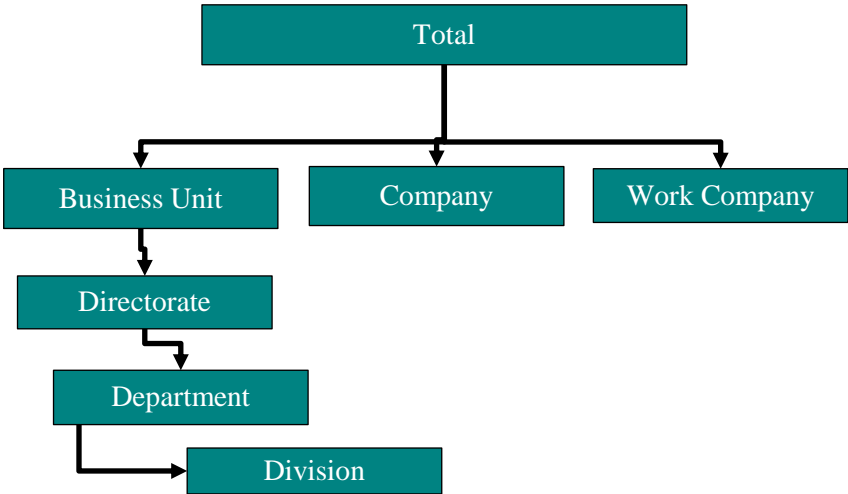 Total
Business Unit
Company
Work Company
Directorate
Department
Division